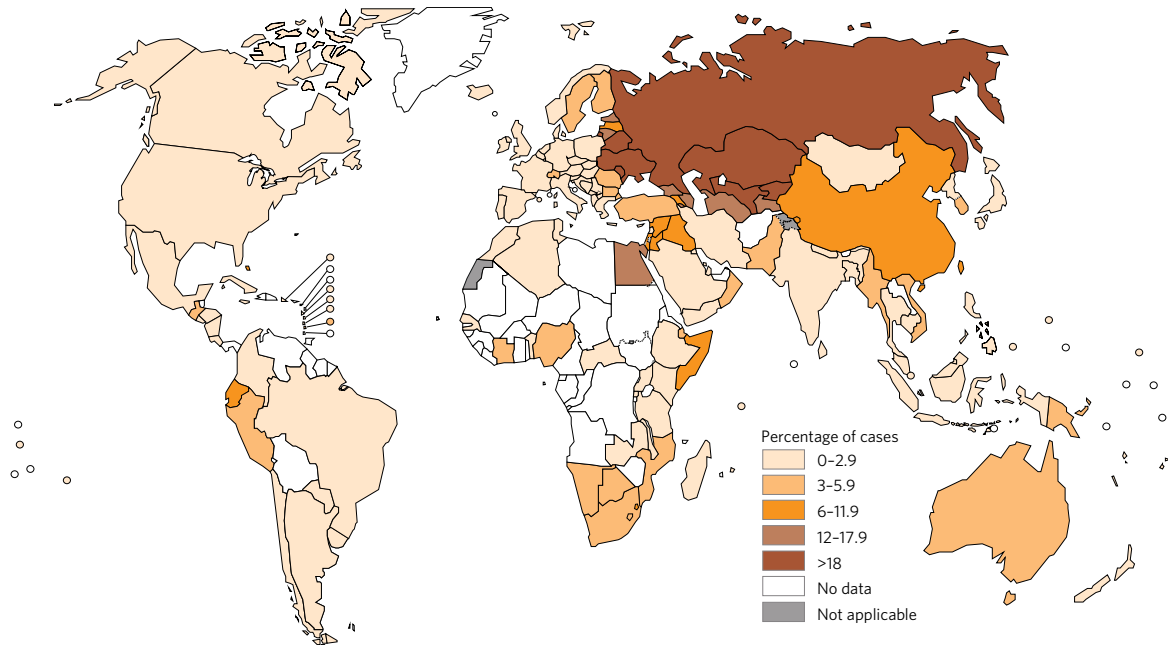 Percentage of cases
0–2.9
3–5.9
6–11.9
12–17.9
>18
No data
Not applicable